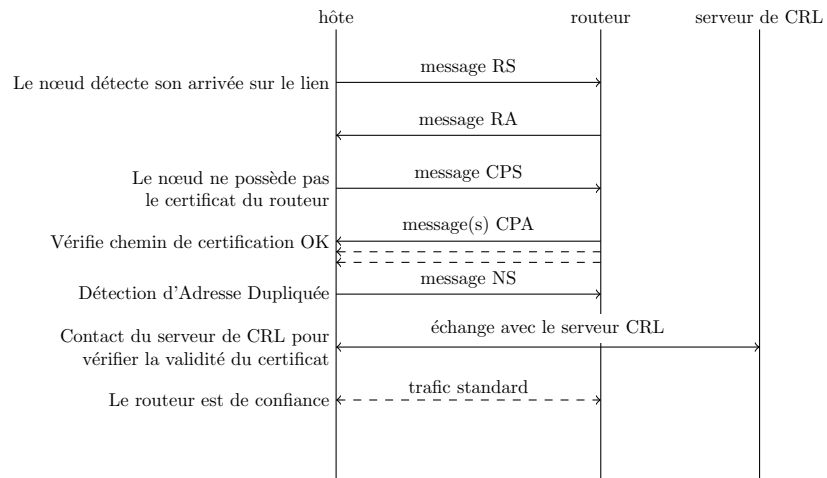 hôte
routeur
serveur de CRL
Le nœud détecte son arrivée sur le lien
message RS
message RA
Le nœud ne possède pas
le certificat du routeur
message CPS
message(s) CPA
Vérifie chemin de certification OK
message NS
Détection d'Adresse Dupliquée
échange avec le serveur CRL
Contact du serveur de CRL pour
vérifier la validité du certificat
trafic standard
Le routeur est de confiance